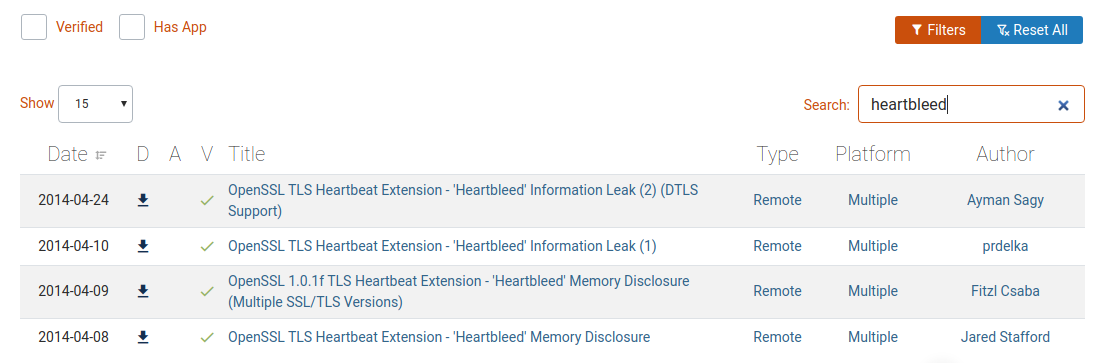 Verified Has App Filters Reset All
Show 15 Search: heartbleed
Date D A V Title Type Platform Author
2014-04-24 OpenSSL TLS Heartbeat Extension - 'Heartbleed' Information Leak (2) (DTLS Support) Remote Multiple Ayman Sagy
2014-04-10 OpenSSL TLS Heartbeat Extension - 'Heartbleed' Information Leak (1) Remote Multiple prdelka
2014-04-09 OpenSSL 1.0.1f TLS Heartbeat Extension - 'Heartbleed' Memory Disclosure (Multiple SSL/TLS Versions) Remote Multiple Fitzl Csaba
2014-04-08 OpenSSL TLS Heartbeat Extension - 'Heartbleed' Memory Disclosure Remote Multiple Jared Stafford